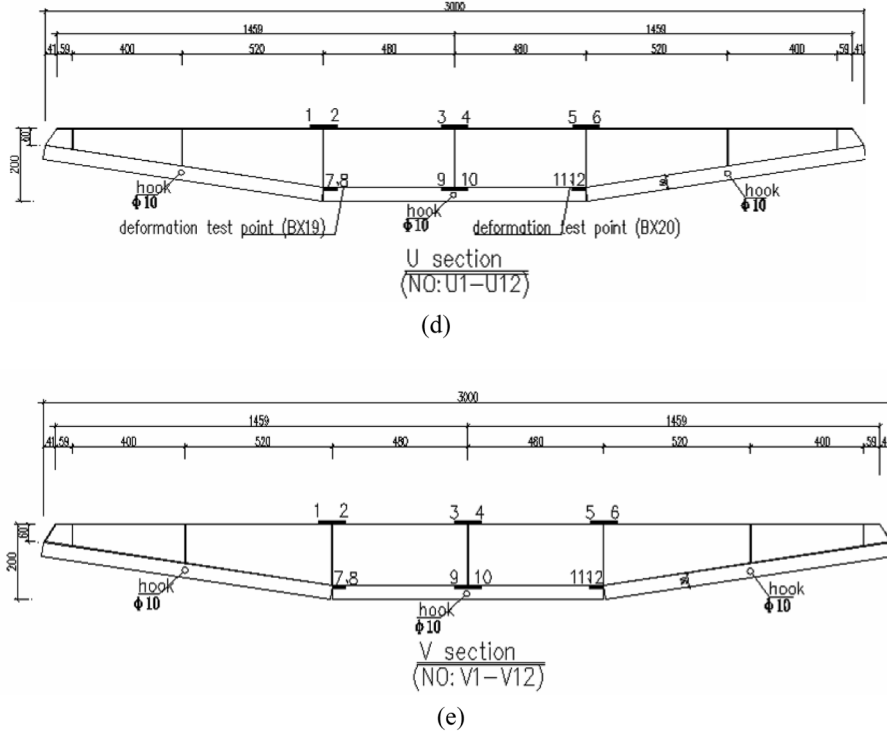 3000
1459 1459
41 59 400 520 480 480 520 400 59 41
1 2 3 4 5 6
60
200
7,8 9 10 11 12
hook
Φ10
hook
Φ10
hook
Φ10
deformation test point (BX19)
deformation test point (BX20)
U section
(NO: U1-U12)
(d)
3000
1459 1459
41 59 400 520 480 480 520 400 59 4
1 2 3 4 5 6
60
200
7,8 9 10 11 12
hook
Φ10
hook
Φ10
hook
Φ10
V section
(NO: V1-V12)
(e)